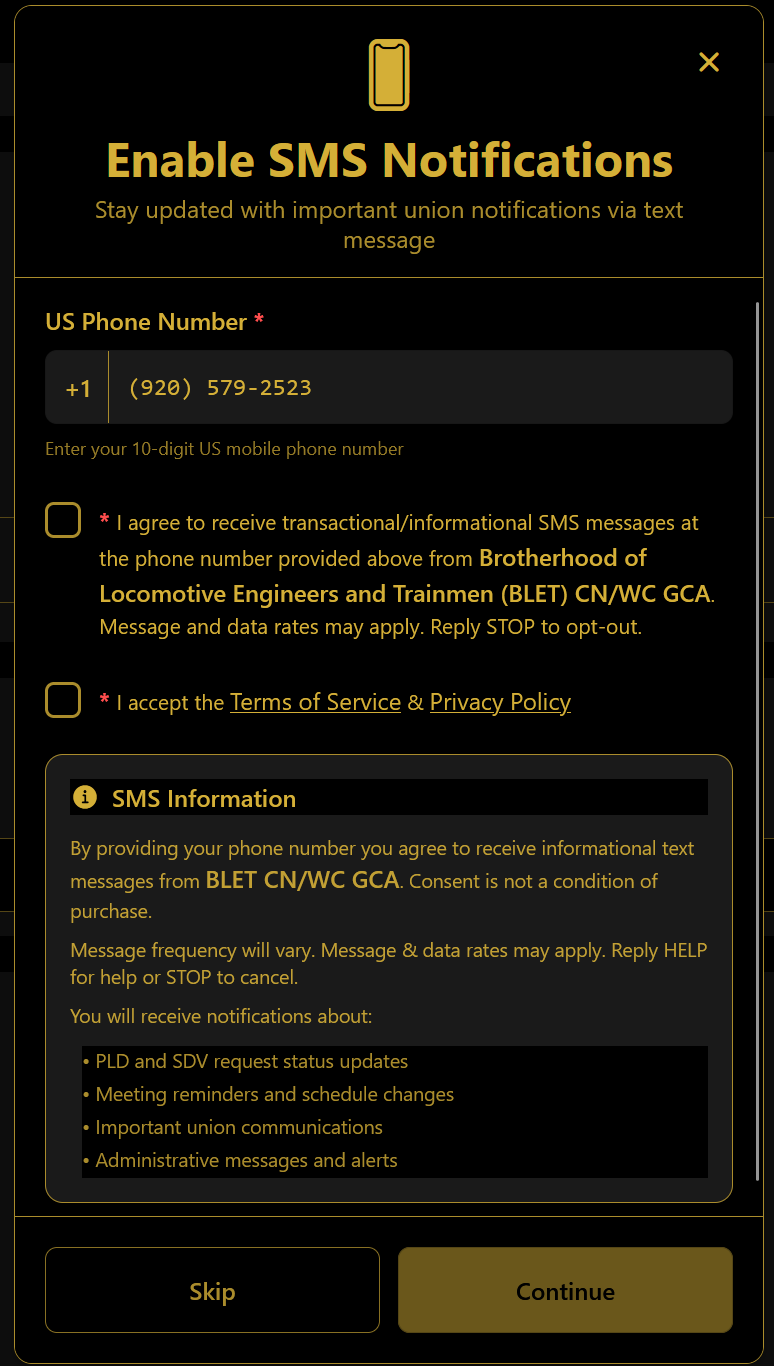 Enable SMS Notifications
Stay updated with important union notifications via text
message
US Phone Number *
+1 (920) 579-2523
Enter your 10-digit US mobile phone number
* I agree to receive transactional/informational SMS messages at
the phone number provided above from Brotherhood of
Locomotive Engineers and Trainmen (BLET) CN/WC GCA.
Message and data rates may apply. Reply STOP to opt-out.
* I accept the Terms of Service & Privacy Policy
SMS Information
By providing your phone number you agree to receive informational text
messages from BLET CN/WC GCA. Consent is not a condition of
purchase.
Message frequency will vary. Message & data rates may apply. Reply HELP
for help or STOP to cancel.
You will receive notifications about:
• PLD and SDV request status updates
• Meeting reminders and schedule changes
• Important union communications
• Administrative messages and alerts
Skip
Continue